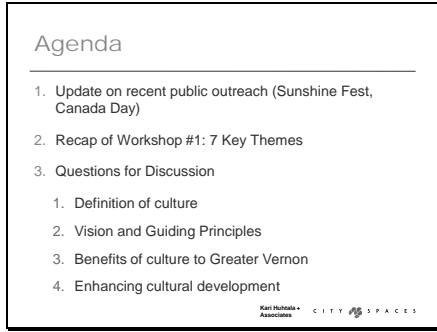 Agenda
1. Update on recent public outreach (Sunshine Fest,
Canada Day)
2. Recap of Workshop #1: 7 Key Themes
3. Questions for Discussion
1. Definition of culture
2. Vision and Guiding Principles
3. Benefits of culture to Greater Vernon
4. Enhancing cultural development
Kari Huhtala +
Associates
CITY SPACES